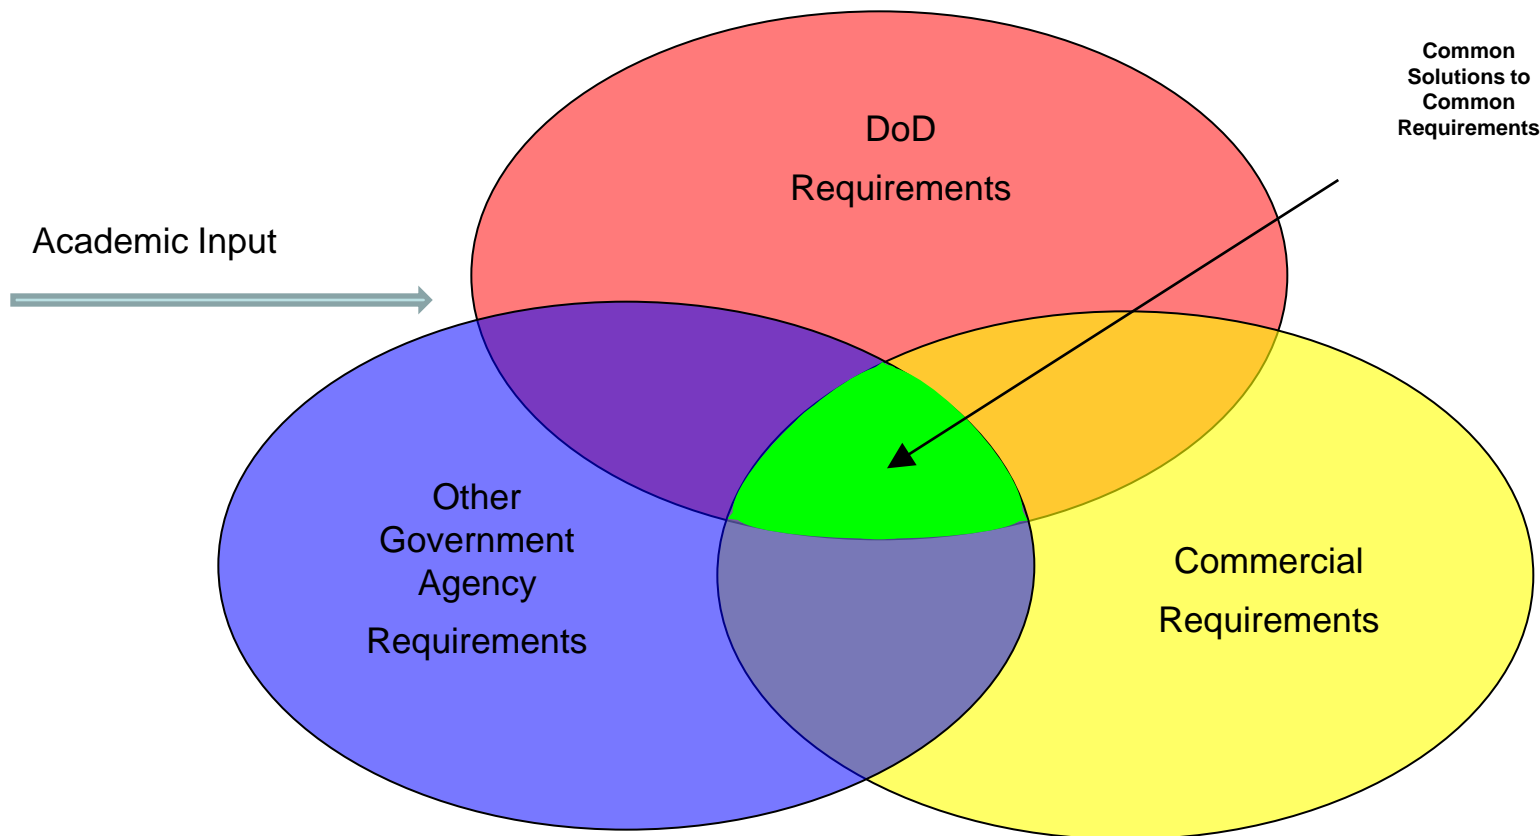 Common
Solutions to
Common
Requirements
DoD
Requirements
Academic Input
Other
Government
Agency
Requirements
Commercial
Requirements